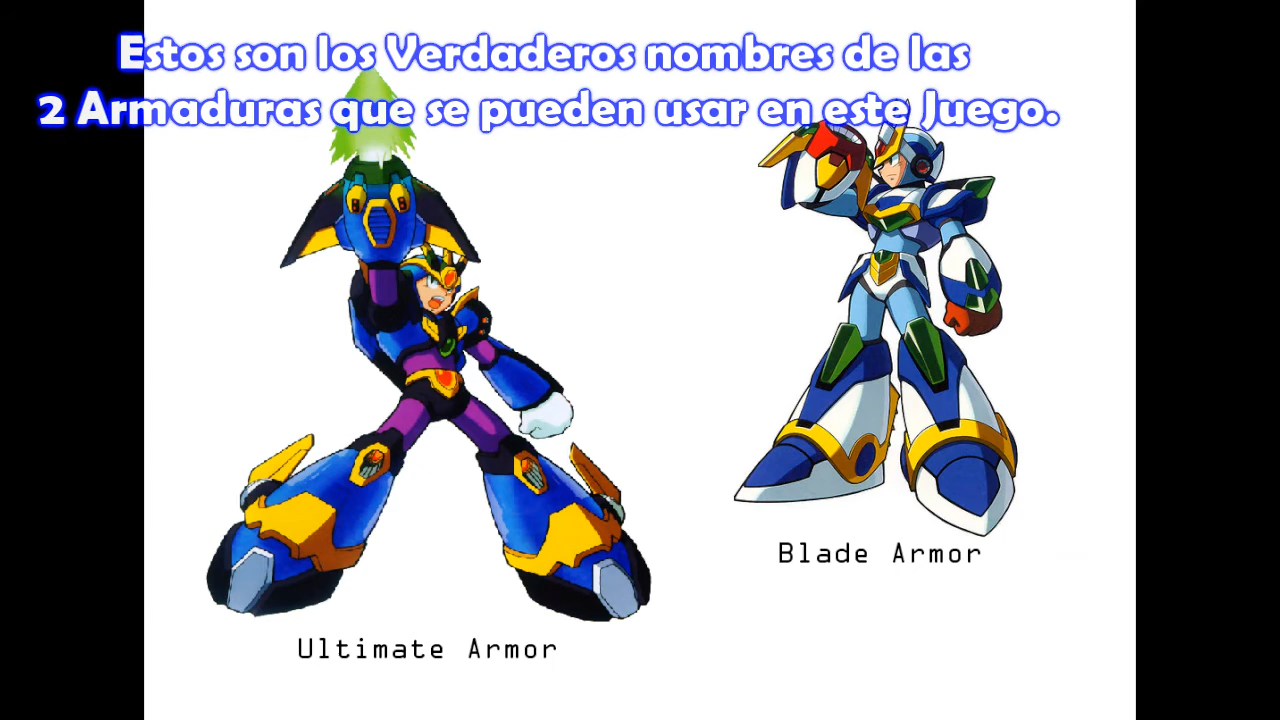 Estos son los Verdaderos nombres de las
2 Armaduras que se pueden usar en este Juego.
Blade Armor
Ultimate Armor